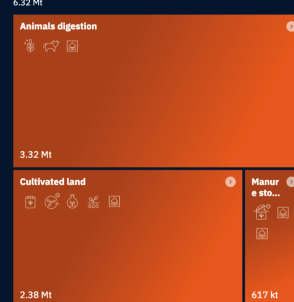 6.32 Mt
Animals digestion
3.32 Mt
Cultivated land
2.38 Mt
Manur
e sto...
617 kt